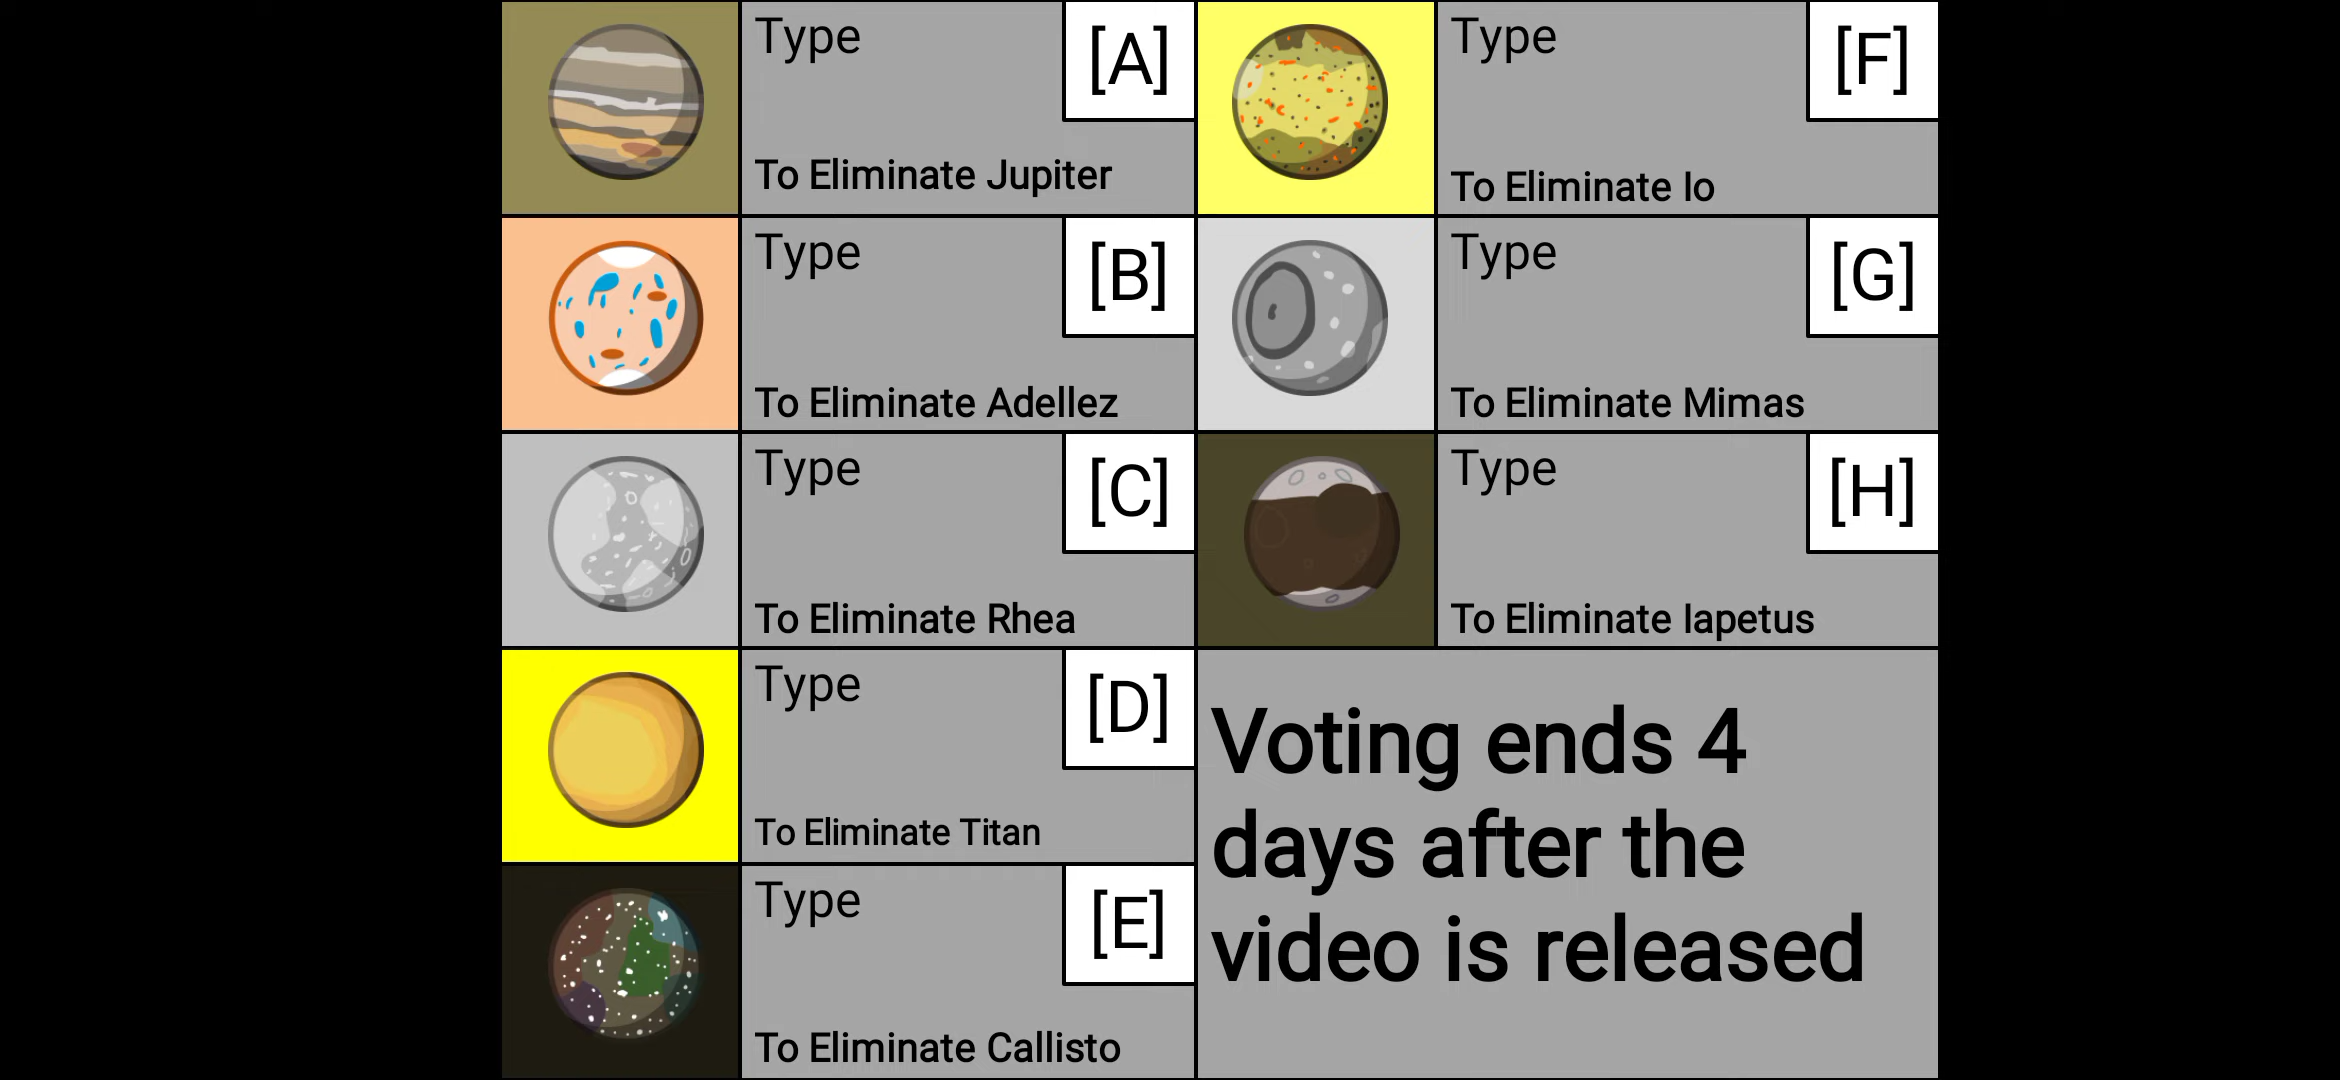 Type [A]
To Eliminate Jupiter
Type [B]
To Eliminate Adellez
Type [C]
To Eliminate Rhea
Type [D]
To Eliminate Titan
Type [E]
To Eliminate Callisto
Type [F]
To Eliminate Io
Type [G]
To Eliminate Mimas
Type [H]
To Eliminate Iapetus
Voting ends 4
days after the
video is released